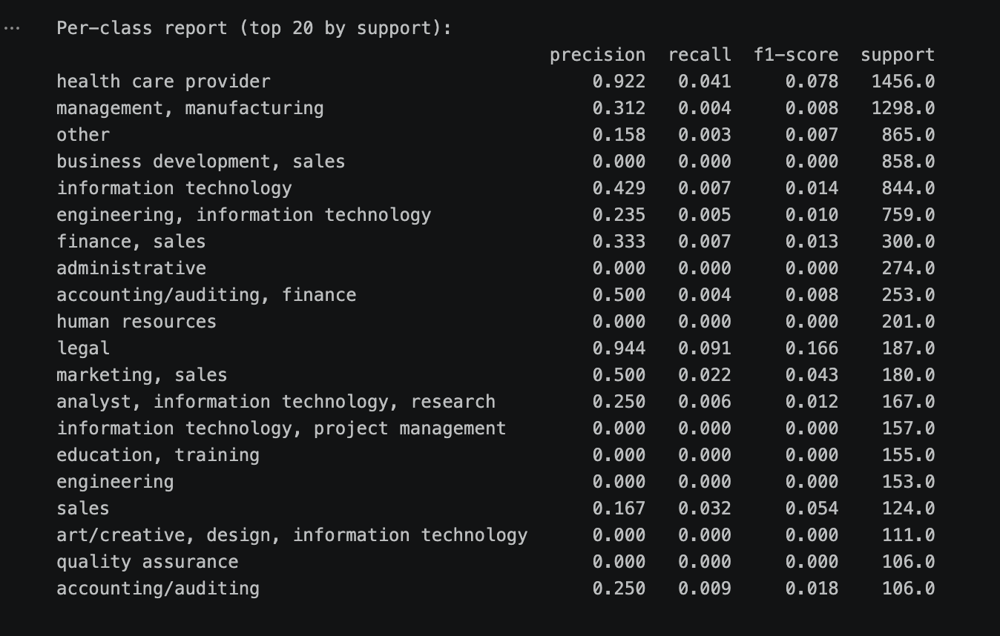 Per-class report (top 20 by support):
precision recall f1-score support
health care provider 0.922 0.041 0.078 1456.0
management, manufacturing 0.312 0.004 0.008 1298.0
other 0.158 0.003 0.007 865.0
business development, sales 0.000 0.000 0.000 858.0
information technology 0.429 0.007 0.014 844.0
engineering, information technology 0.235 0.005 0.010 759.0
finance, sales 0.333 0.007 0.013 300.0
administrative 0.000 0.000 0.000 274.0
accounting/auditing, finance 0.500 0.004 0.008 253.0
human resources 0.000 0.000 0.000 201.0
legal 0.944 0.091 0.166 187.0
marketing, sales 0.500 0.022 0.043 180.0
analyst, information technology, research 0.250 0.006 0.012 167.0
information technology, project management 0.000 0.000 0.000 157.0
education, training 0.000 0.000 0.000 155.0
engineering 0.000 0.000 0.000 153.0
sales 0.167 0.032 0.054 124.0
art/creative, design, information technology 0.000 0.000 0.000 111.0
quality assurance 0.000 0.000 0.000 106.0
accounting/auditing 0.250 0.009 0.018 106.0